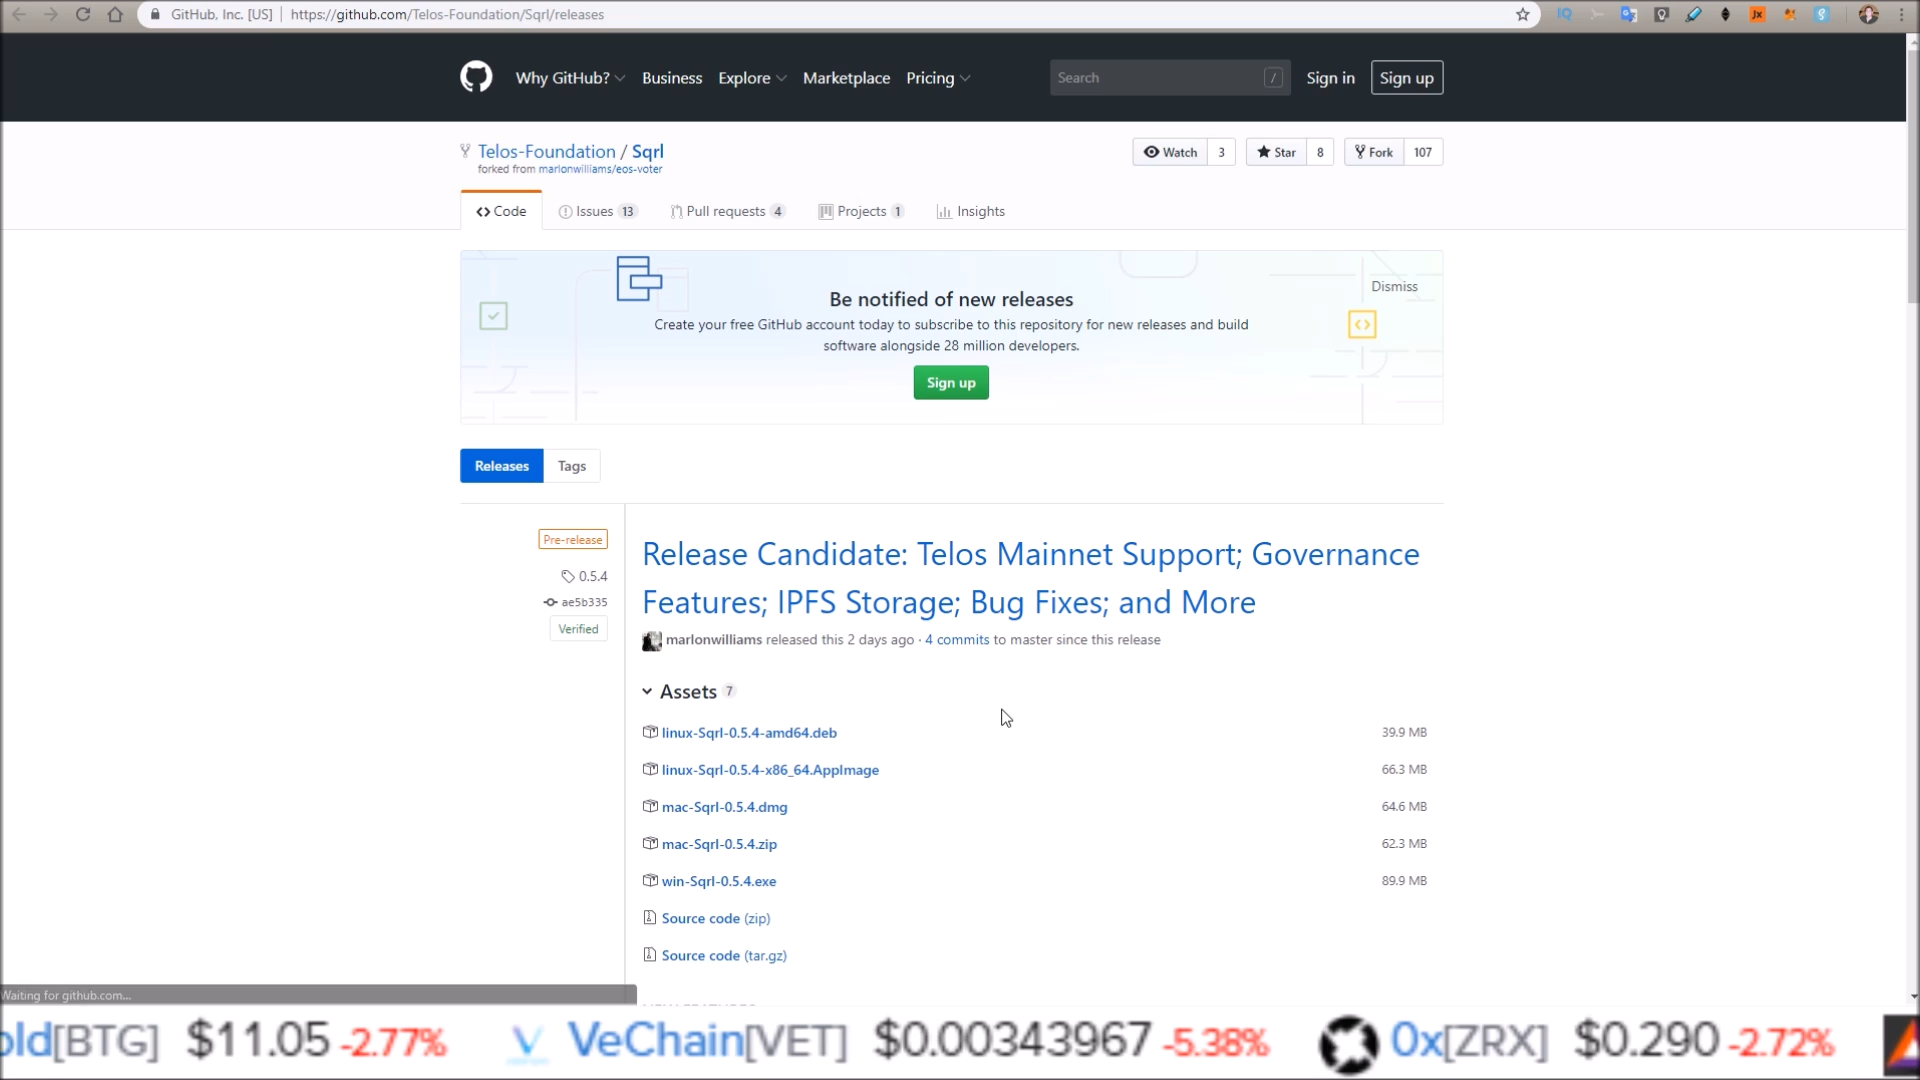 GitHub, Inc. [US] | https://github.com/Telos-Foundation/Sqrl/releases
Why GitHub? Business Explore Marketplace Pricing Search / Sign in Sign up
Telos-Foundation / Sqrl
forked from marlonwilliams/eos-voter
Watch 3 Star 8 Fork 107
Code Issues 13 Pull requests 4 Projects 1 Insights
Be notified of new releases
Dismiss
Create your free GitHub account today to subscribe to this repository for new releases and build
software alongside 28 million developers.
Sign up
Releases Tags
Pre-release
0.5.4
ae5b335
Verified
Release Candidate: Telos Mainnet Support; Governance
Features; IPFS Storage; Bug Fixes; and More
marlonwilliams released this 2 days ago · 4 commits to master since this release
Assets 7
linux-Sqrl-0.5.4-amd64.deb 39.9 MB
linux-Sqrl-0.5.4-x86_64.AppImage 66.3 MB
mac-Sqrl-0.5.4.dmg 64.6 MB
mac-Sqrl-0.5.4.zip 62.3 MB
win-Sqrl-0.5.4.exe 89.9 MB
Source code (zip)
Source code (tar.gz)
Waiting for github.com...
old[BTG] $11.05 -2.77% VeChain[VET] $0.00343967 -5.38% 0x[ZRX] $0.290 -2.72%